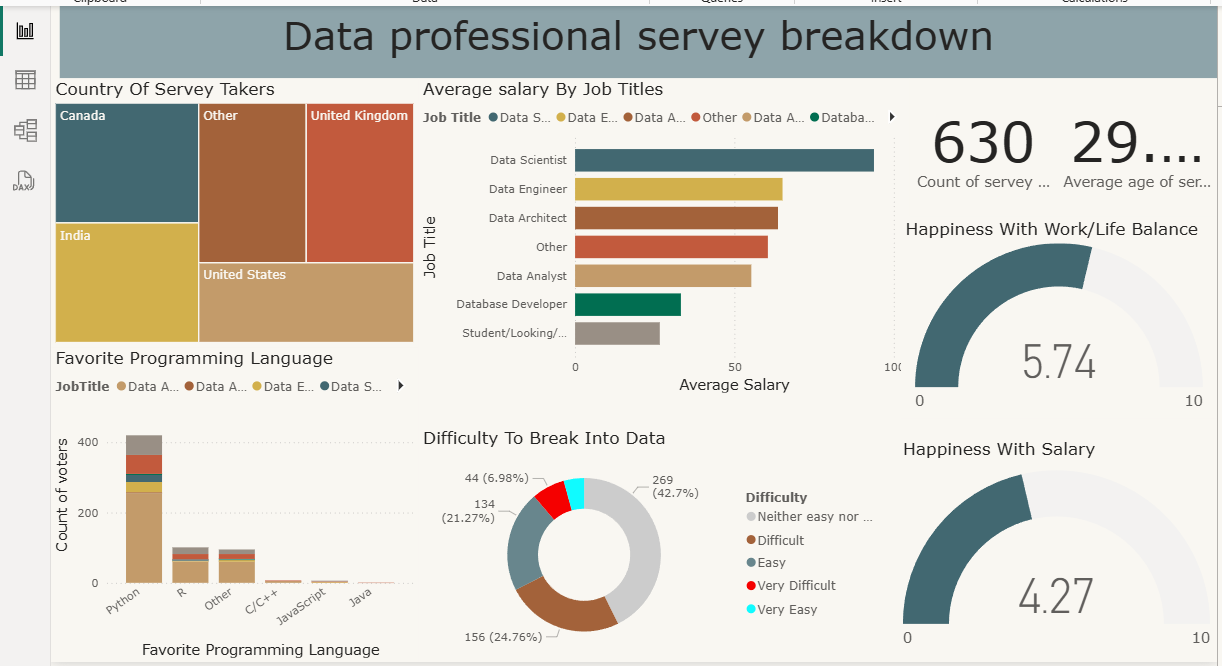 Clipboard
Data
Queries
Insert
Calculations
Data professional servey breakdown
Country Of Servey Takers
Canada
Other
United Kingdom
India
United States
Average salary By Job Titles
Job Title Data S... Data E... Data A... Other Data A... Databa...
Job Title
Data Scientist
Data Engineer
Data Architect
Other
Data Analyst
Database Developer
Student/Looking/...
0 50 100
Average Salary
630
Count of servey ...
29....
Average age of ser...
Happiness With Work/Life Balance
5.74
0 10
Favorite Programming Language
JobTitle Data A... Data A... Data E... Data S...
Count of voters
400
200
0
Python R Other C/C++ JavaScript Java
Favorite Programming Language
Difficulty To Break Into Data
44 (6.98%)
269
(42.7%)
134
(21.27%)
156 (24.76%)
Difficulty
Neither easy nor ...
Difficult
Easy
Very Difficult
Very Easy
Happiness With Salary
4.27
0 10
DAX